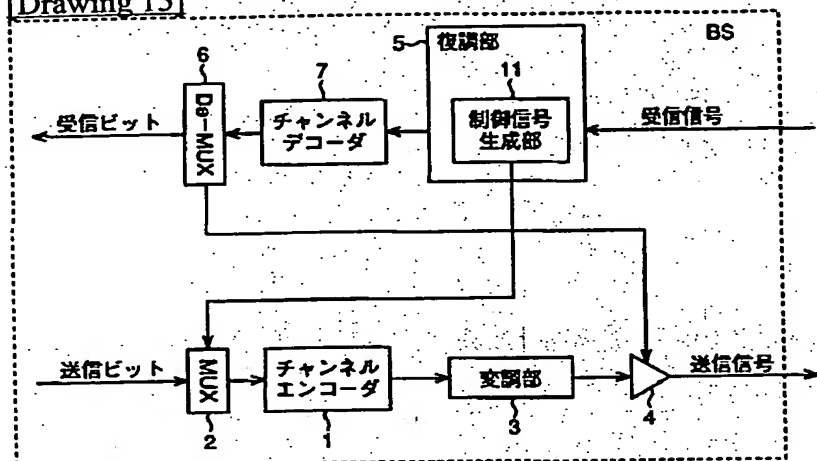 [Drawing 15]
BS
5
復調部
6
7
11
De-MUX
チャンネル
デコーダ
制御信号
生成部
受信ビット
受信信号
送信ビット
MUX
チャンネル
エンコーダ
変調部
送信信号
2
1
3
4